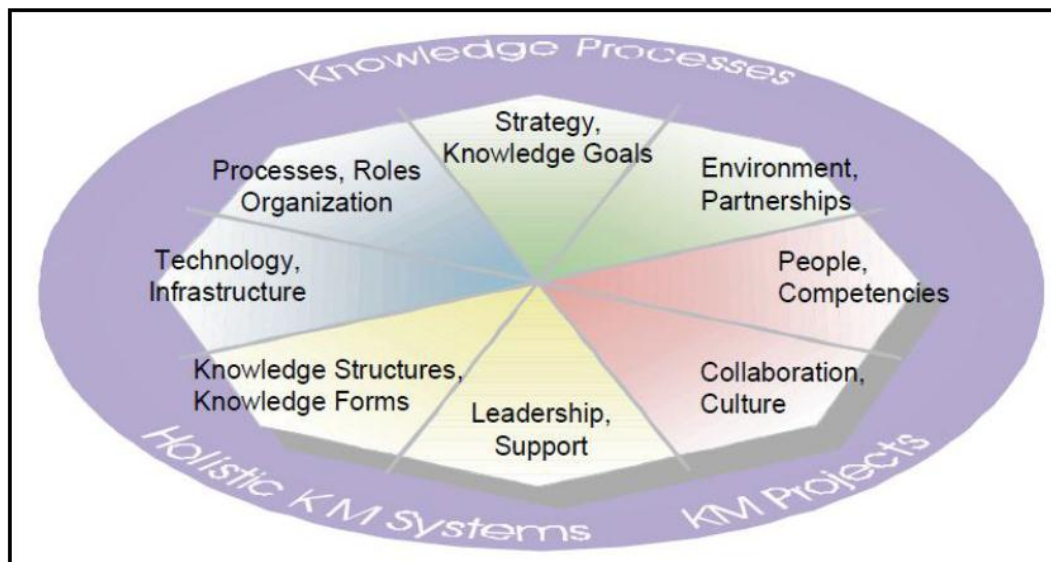 Knowledge Processes
Strategy,
Knowledge Goals
Environment,
Partnerships
People,
Competencies
Collaboration,
Culture
Leadership,
Support
Knowledge Structures,
Knowledge Forms
Technology,
Infrastructure
Processes, Roles
Organization
Holistic KM Systems
KM Projects